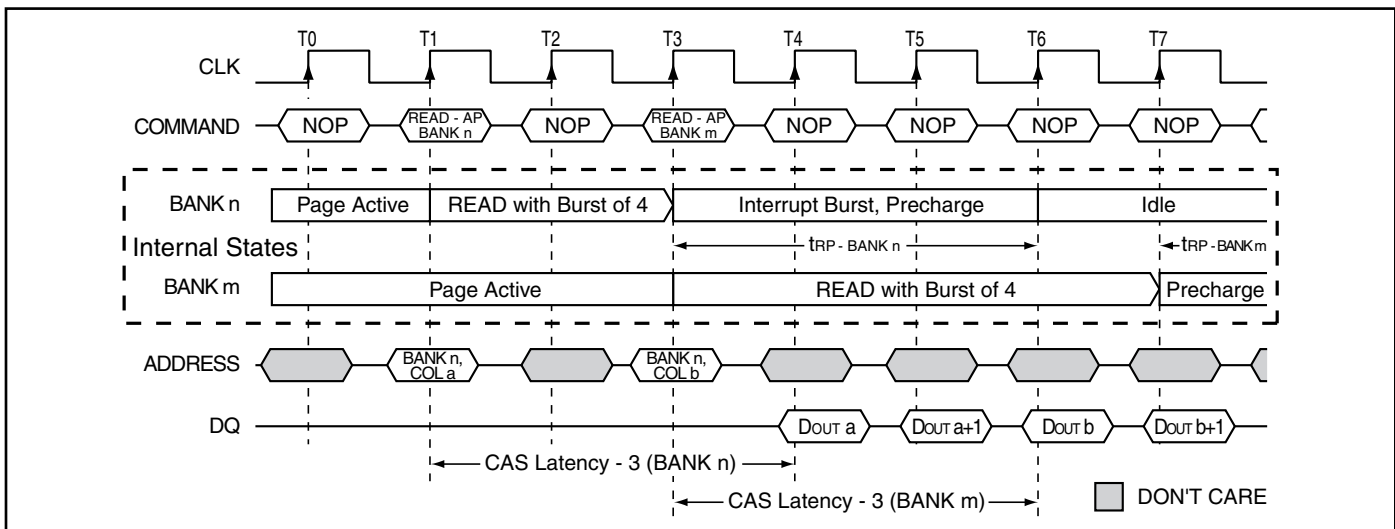 T0 T1 T2 T3 T4 T5 T6 T7
CLK
COMMAND NOP READ - AP BANK n NOP READ - AP BANK m NOP NOP NOP NOP
BANK n Page Active READ with Burst of 4 Interrupt Burst, Precharge Idle
Internal States tRP - BANK n tRP - BANK m
BANK m Page Active READ with Burst of 4 Precharge
ADDRESS BANK n, COL a BANK n, COL b
DQ DOUT a DOUT a+1 DOUT b DOUT b+1
CAS Latency - 3 (BANK n)
CAS Latency - 3 (BANK m) DON'T CARE